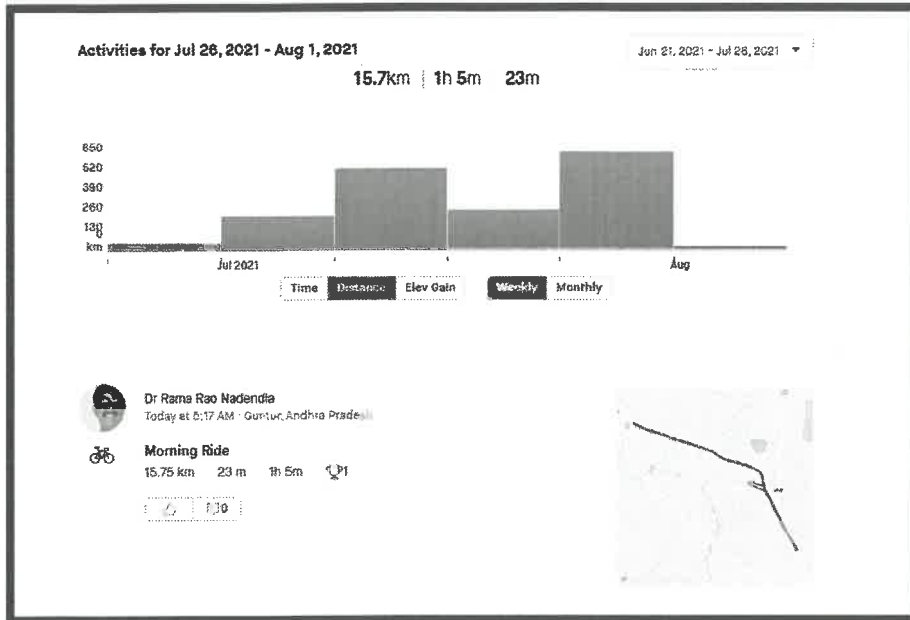 Activities for Jul 26, 2021 - Aug 1, 2021
Jun 21, 2021 - Jul 26, 2021
15.7km 1h 5m 23m
650
520
390
260
130
0
km
Jul 2021
Aug
Time Distance Elev Gain Weekly Monthly
Dr Rama Rao Nadendla
Today at 5:17 AM · Guntur, Andhra Pradesh
Morning Ride
15.75 km 23 m 1h 5m 1
0